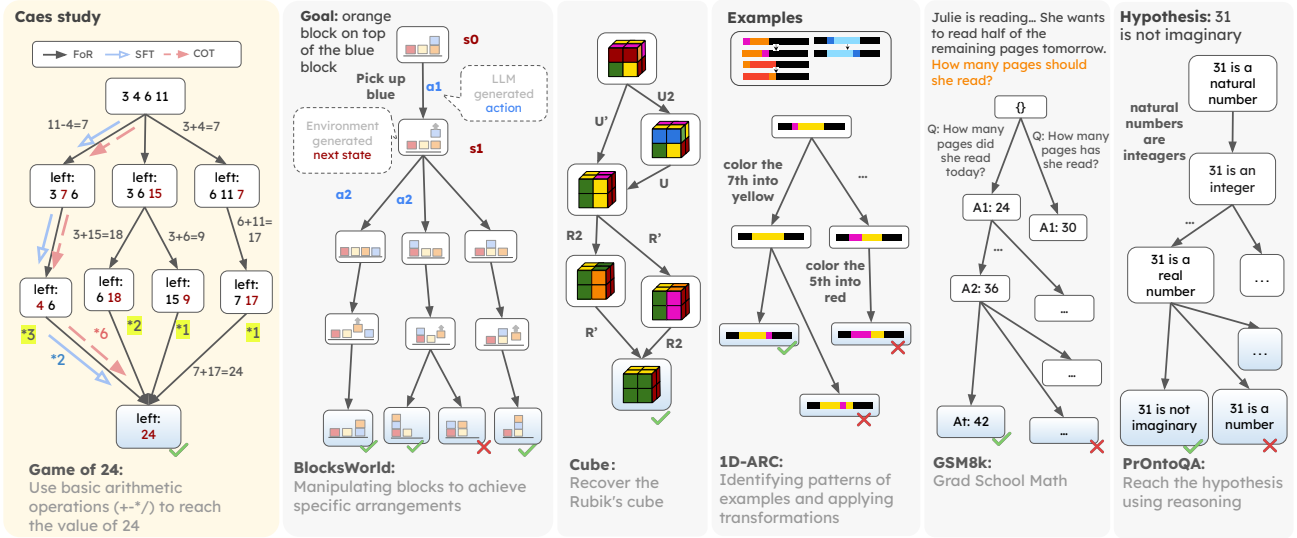 Caes study
FoR SFT COT
3 4 6 11
11-4=7
3+4=7
left:
3 7 6
left:
3 6 15
left:
6 11 7
3+15=18
3+6=9
6+11=
17
left:
4 6
left:
6 18
left:
15 9
left:
7 17
*3
*6
*2
*1
*1
*2
7+17=24
left:
24
Game of 24:
Use basic arithmetic
operations (+-*/) to reach
the value of 24
Goal: orange
block on top
of the blue
block
s0
Pick up
blue
a1
LLM
generated
action
Environment
generated
next state
s1
a2
a2
BlocksWorld:
Manipulating blocks to achieve
specific arrangements
U2
U'
U
R2
R'
R'
R2
Cube:
Recover the
Rubik's cube
Examples
color the
7th into
yellow
...
color the
5th into
red
1D-ARC:
Identifying patterns of
examples and applying
transformations
Julie is reading... She wants
to read half of the
remaining pages tomorrow.
How many pages should
she read?
{}
Q: How many
pages did
she read
today?
Q: How many
pages has
she read?
A1: 24
A1: 30
...
A2: 36
...
...
At: 42
...
GSM8k:
Grad School Math
Hypothesis: 31
is not imaginary
31 is a
natural
number
natural
numbers
are
inteagers
31 is an
integer
...
31 is a
real
number
...
...
31 is not
imaginary
31 is a
number
PrOntoQA:
Reach the hypothesis
using reasoning